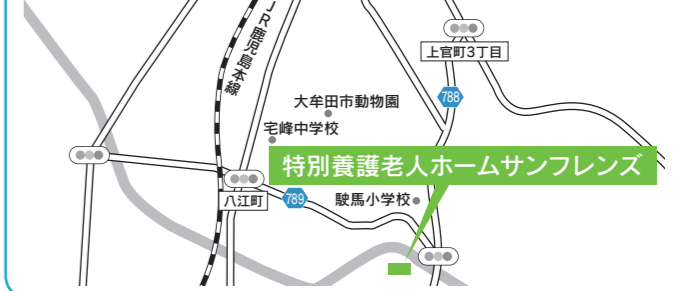 JR鹿児島本線
上官町3丁目
788
大牟田市動物園
宅峰中学校
特別養護老人ホームサンフレンズ
八江町
789
駛馬小学校